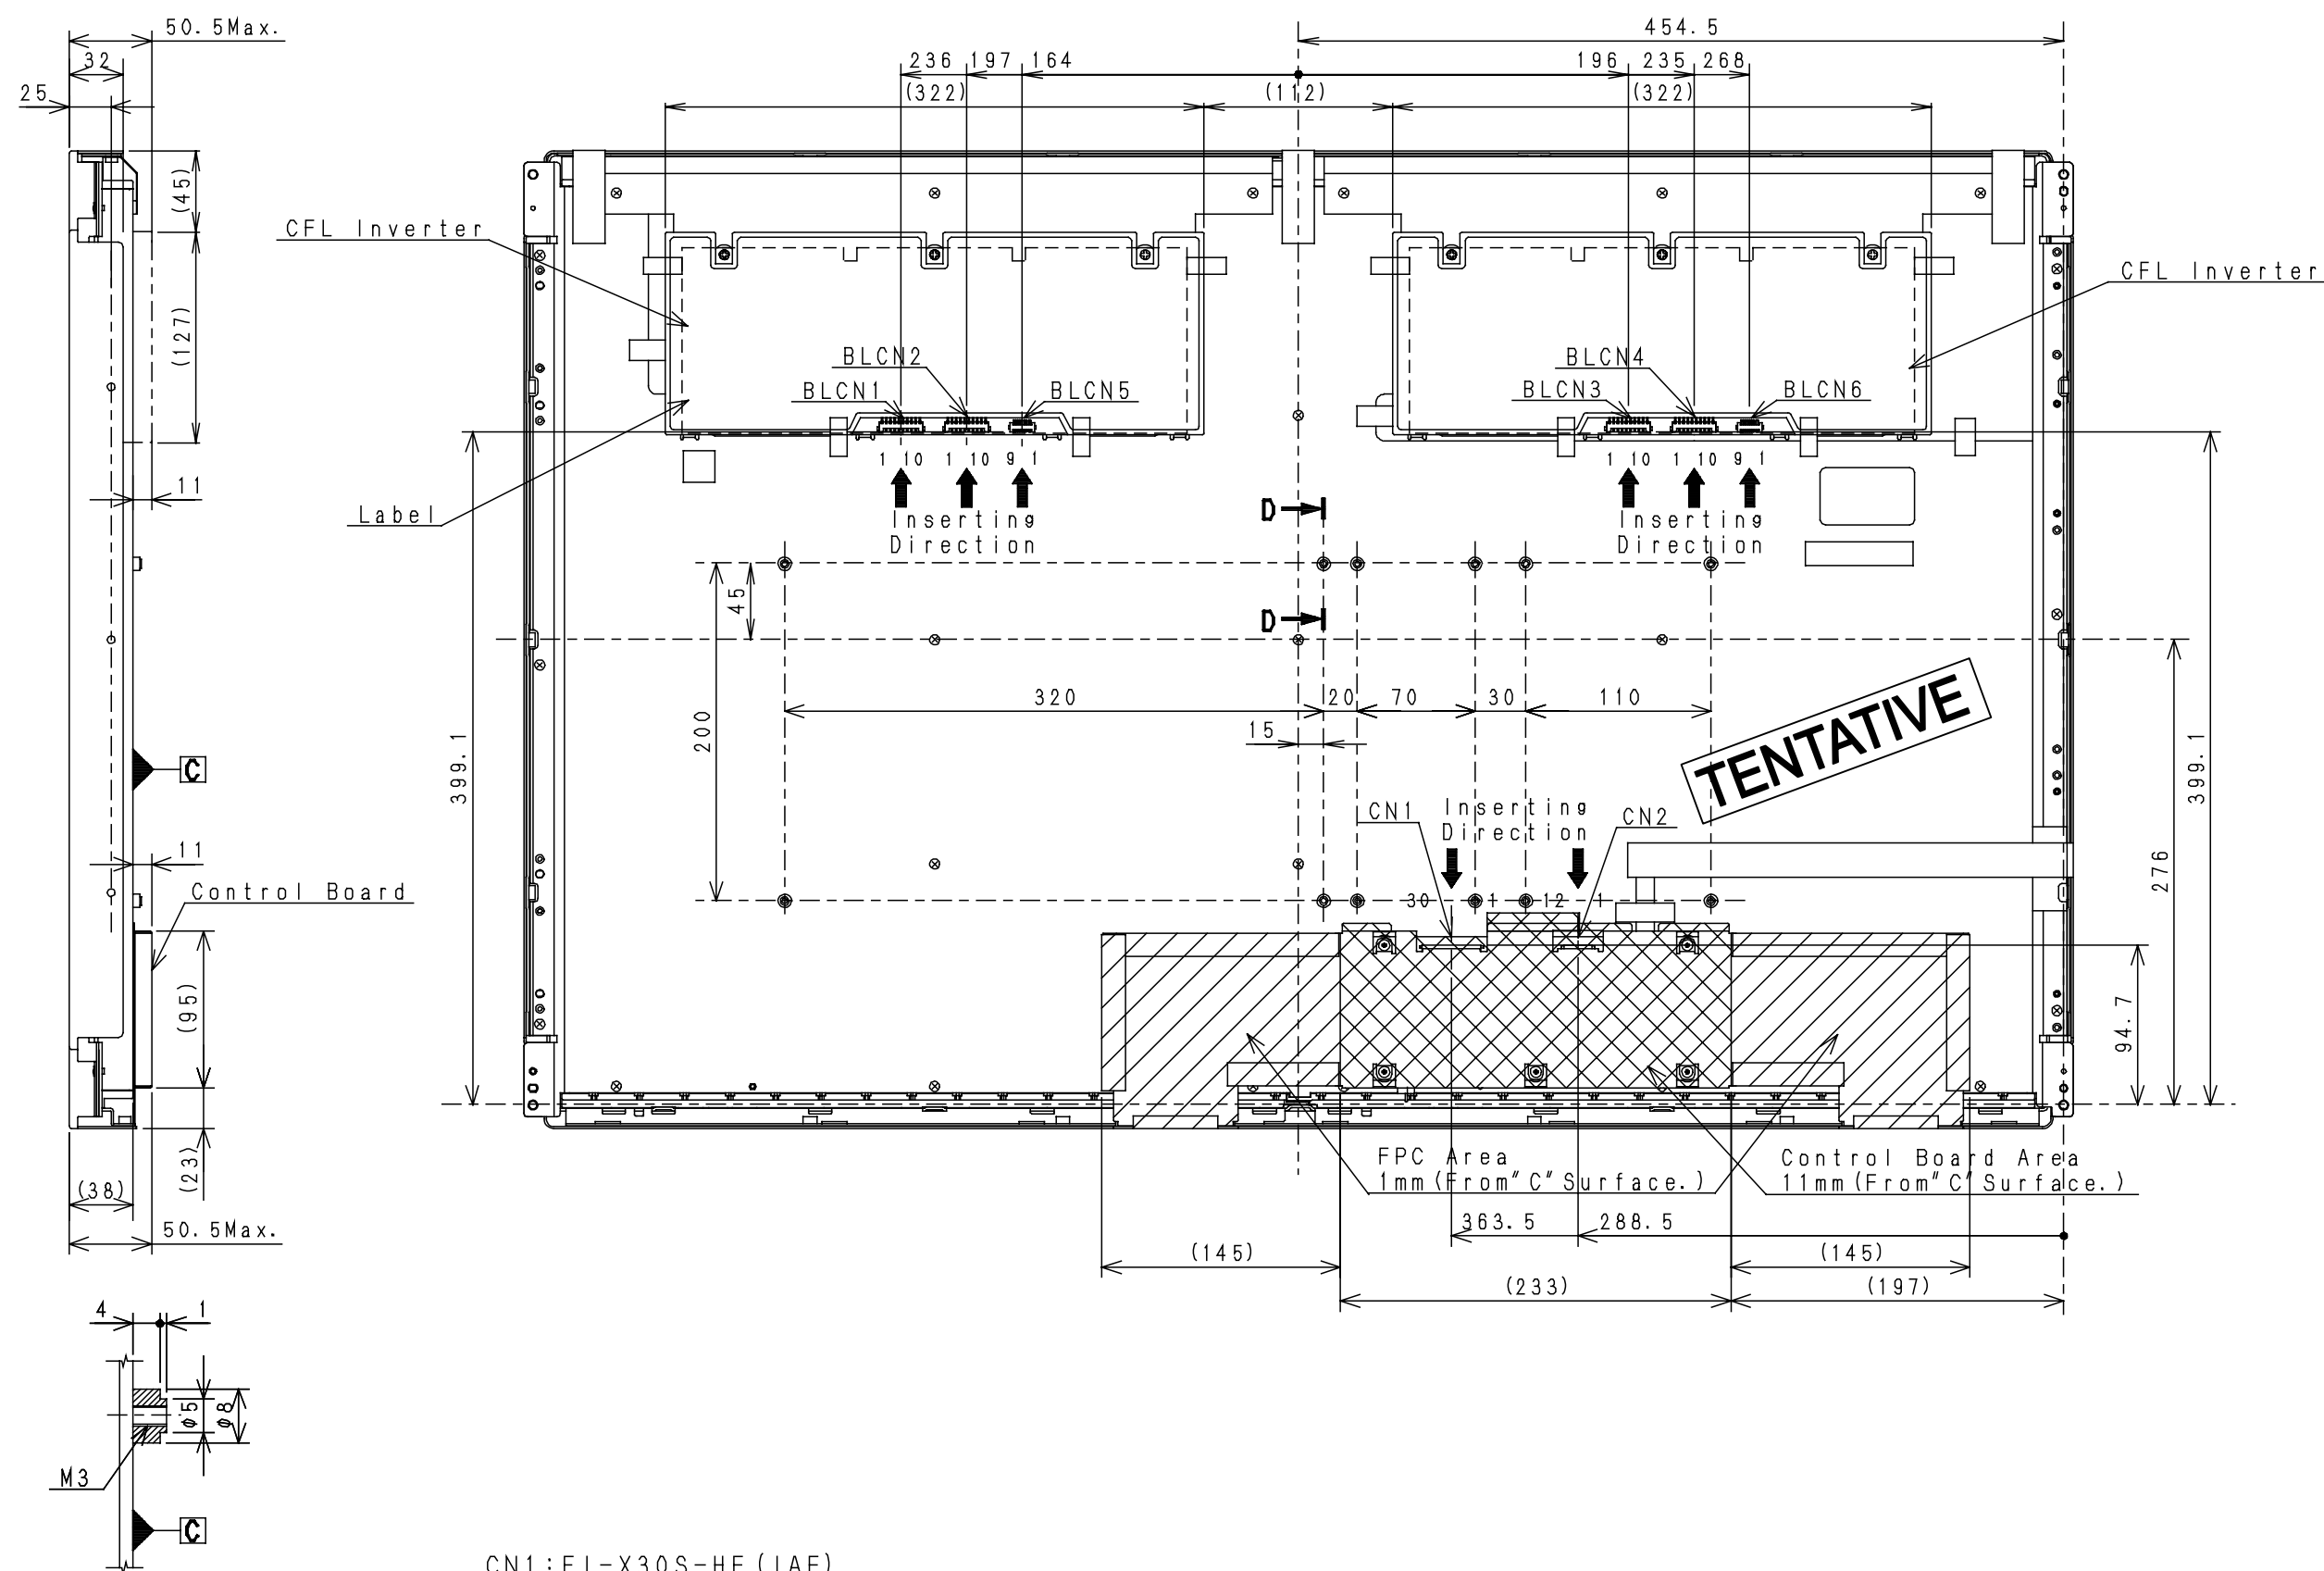 50.5Max.
32
25
454.5
236
197
164
196
235
268
(322)
(112)
(322)
(45)
(127)
CFL Inverter
CFL Inverter
BLCN2
BLCN1
BLCN5
BLCN4
BLCN3
BLCN6
1 10
1 10
9 1
1 10
1 10
9 1
11
Label
Inserting
Direction
Inserting
Direction
D
D
45
200
399.1
320
20
70
30
110
15
TENTATIVE
399.1
276
C
11
Control Board
CN1
Inserting
Direction
CN2
30
1
12
1
(95)
94.7
(23)
(38)
50.5Max.
FPC Area
1mm(From"C"Surface.)
Control Board Area
11mm(From"C"Surface.)
363.5
288.5
(145)
(145)
(233)
(197)
4
1
φ5
φ8
M3
C